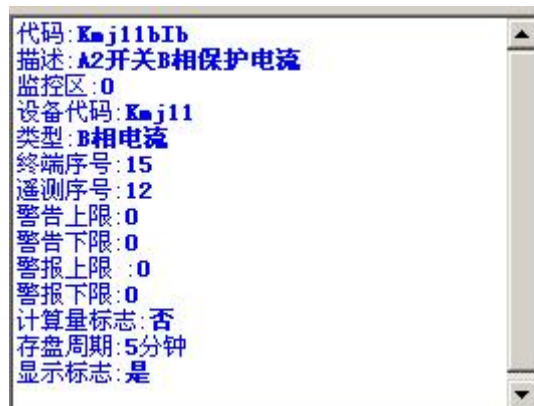 代码:Kmj11bIb
描述:A2开关B相保护电流
监控区:0
设备代码:Kmj11
类型:B相电流
终端序号:15
遥测序号:12
警告上限:0
警告下限:0
警报上限 :0
警报下限:0
计算量标志:否
存盘周期:5分钟
显示标志:是